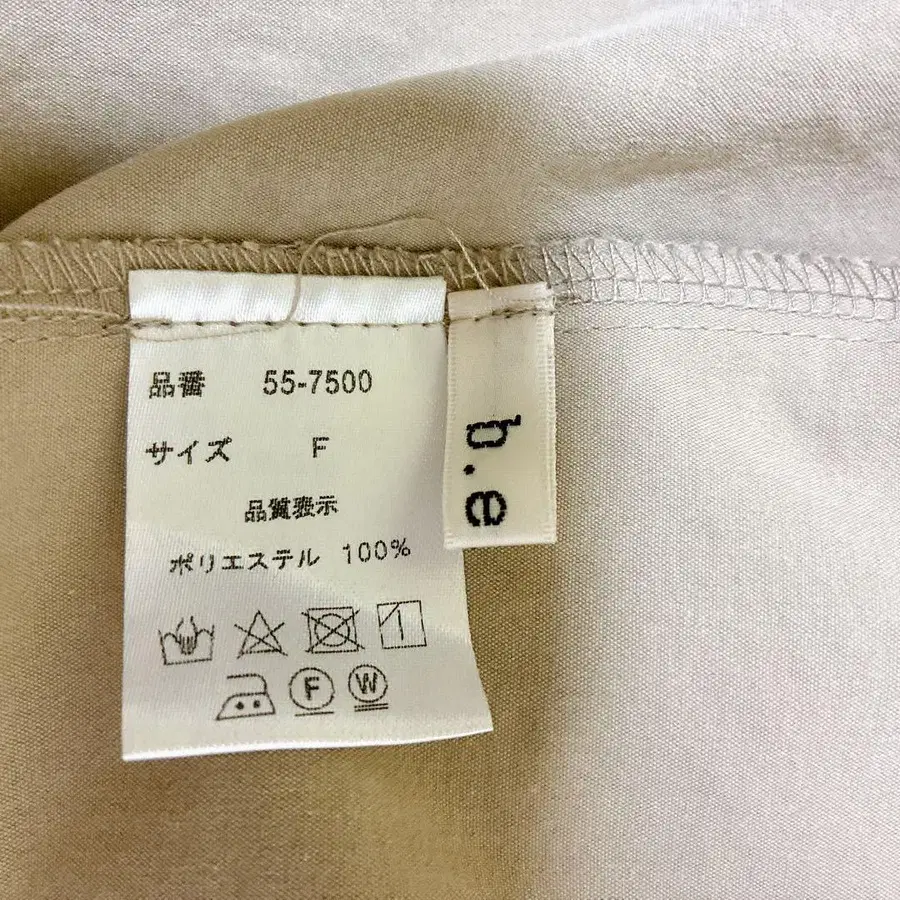 品番 55-7500
サイズ F
品質表示
ポリエステル 100%
F W
b.e